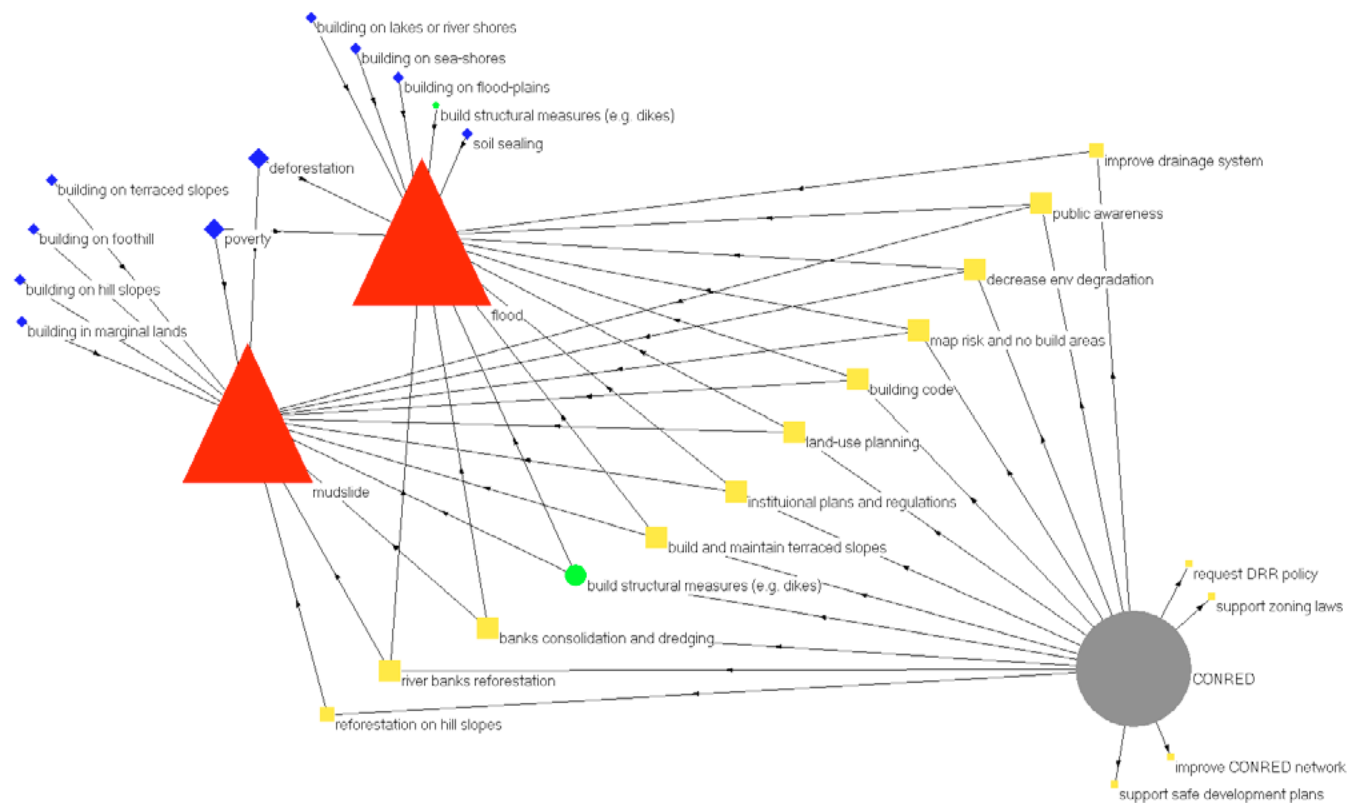 building on lakes or river shores
building on sea-shores
building on flood-plains
build structural measures (e.g. dikes)
soil sealing
deforestation
improve drainage system
building on terraced slopes
public awareness
building on foothill
poverty
decrease env degradation
building on hill slopes
flood
building in marginal lands
map risk and no build areas
building code
land-use planning
mudslide
instituional plans and regulations
build and maintain terraced slopes
request DRR policy
build structural measures (e.g. dikes)
support zoning laws
banks consolidation and dredging
river banks reforestation
CONRED
reforestation on hill slopes
improve CONRED network
support safe development plans